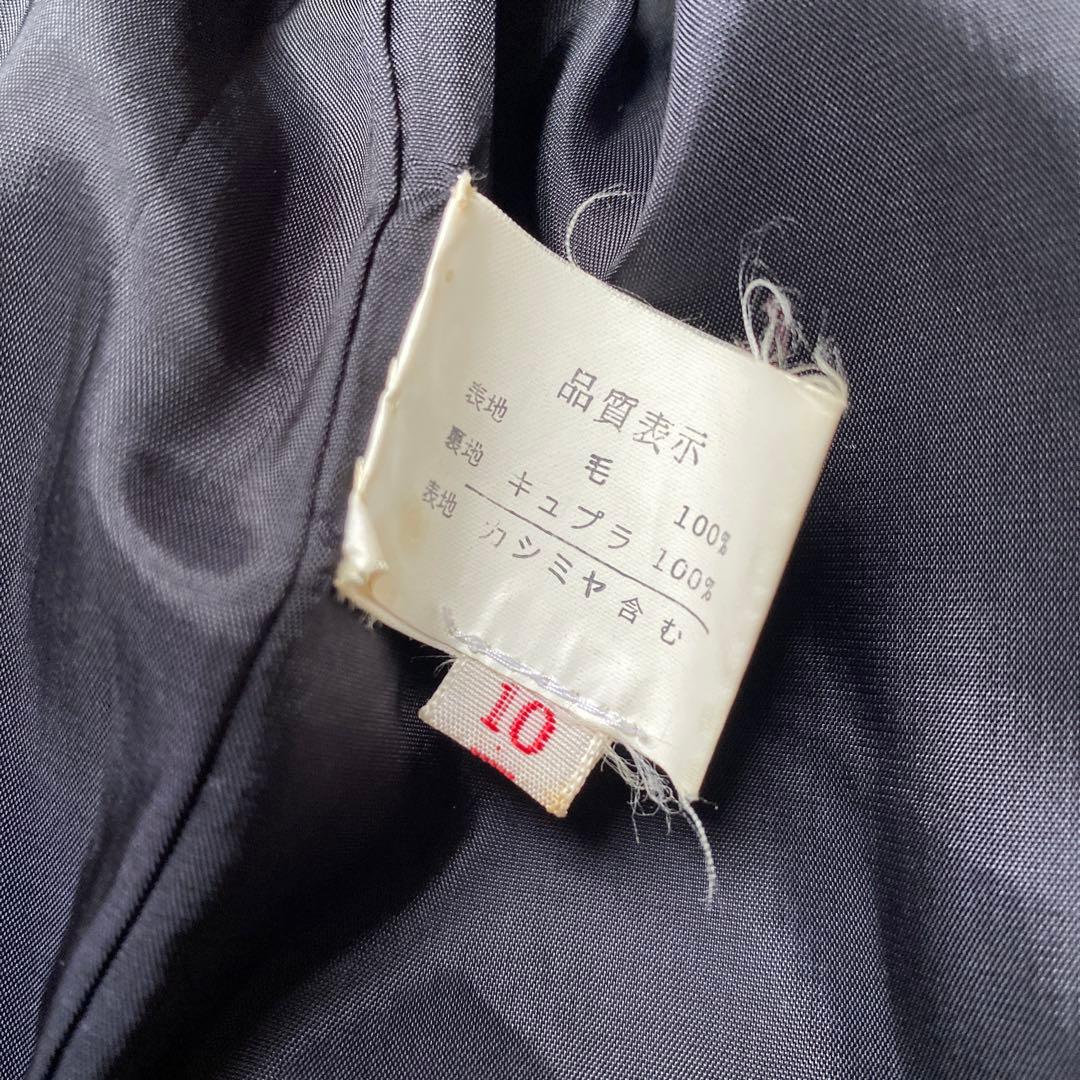 品質表示
表地 毛 100%
裏地 キュプラ 100%
表地 カシミヤ含む
10